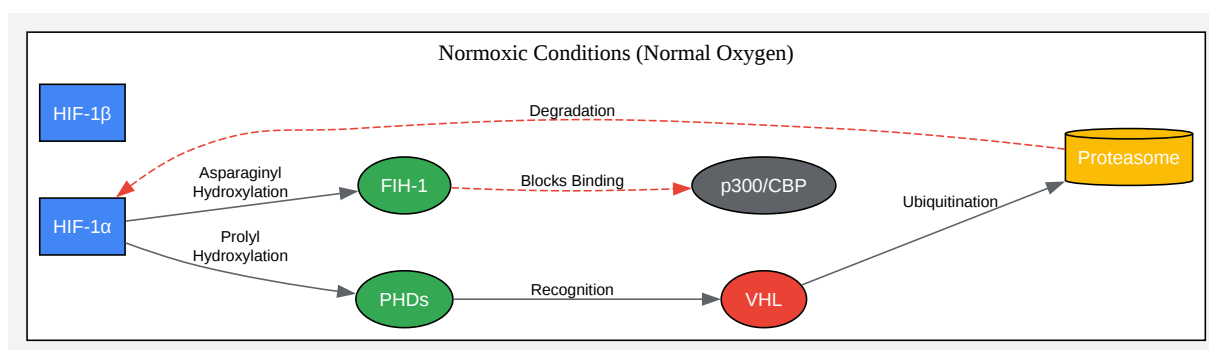 Normoxic Conditions (Normal Oxygen)
HIF-1β
Degradation
Proteasome
Asparaginyl
Hydroxylation
FIH-1
Blocks Binding
p300/CBP
Ubiquitination
HIF-1α
Prolyl
Hydroxylation
PHDs
Recognition
VHL